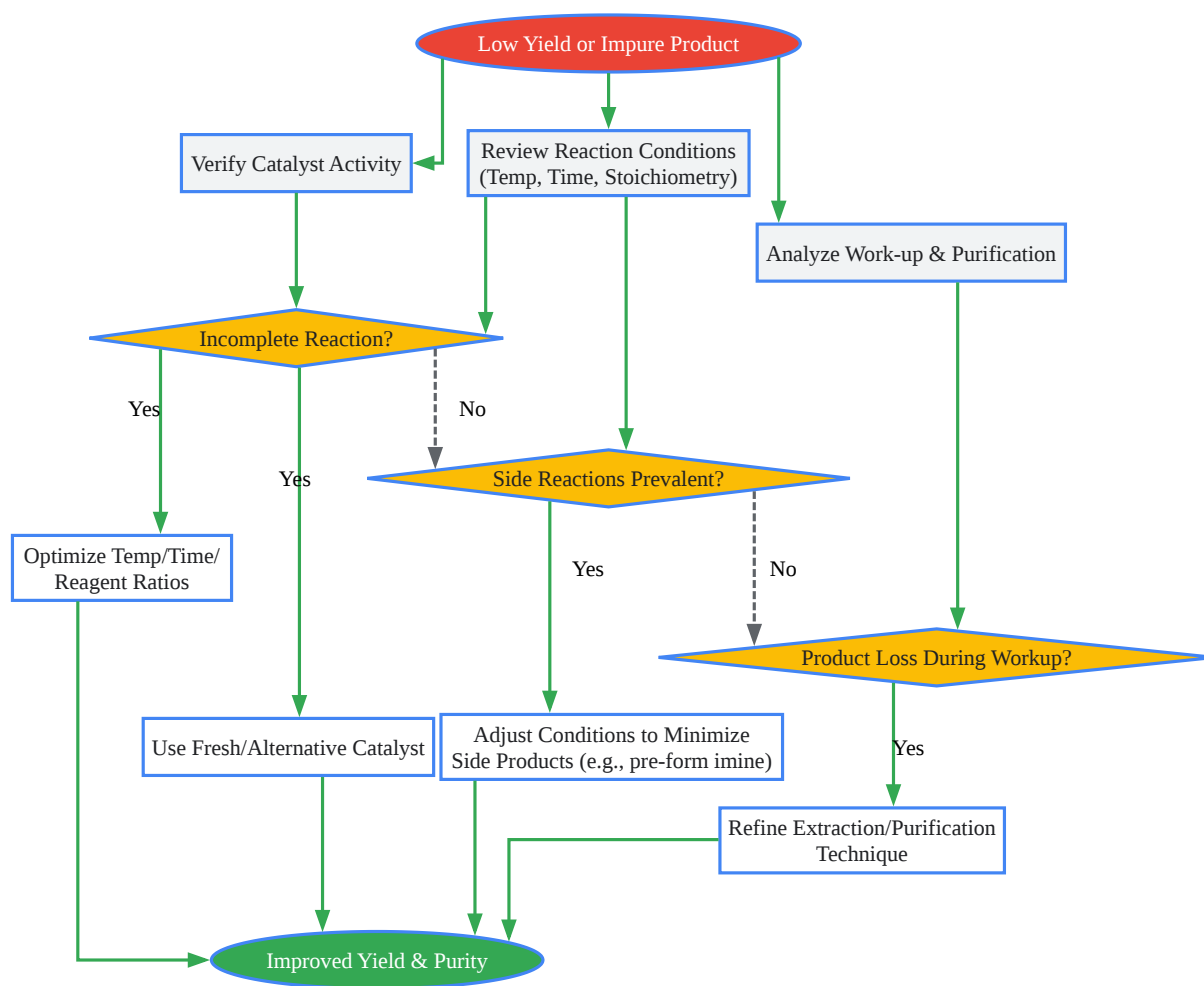 Low Yield or Impure Product
Verify Catalyst Activity
Review Reaction Conditions
(Temp, Time, Stoichiometry)
Analyze Work-up & Purification
Incomplete Reaction?
Yes
No
Yes
Side Reactions Prevalent?
Optimize Temp/Time/
Reagent Ratios
Yes
No
Product Loss During Workup?
Use Fresh/Alternative Catalyst
Adjust Conditions to Minimize
Side Products (e.g., pre-form imine)
Yes
Refine Extraction/Purification
Technique
Improved Yield & Purity